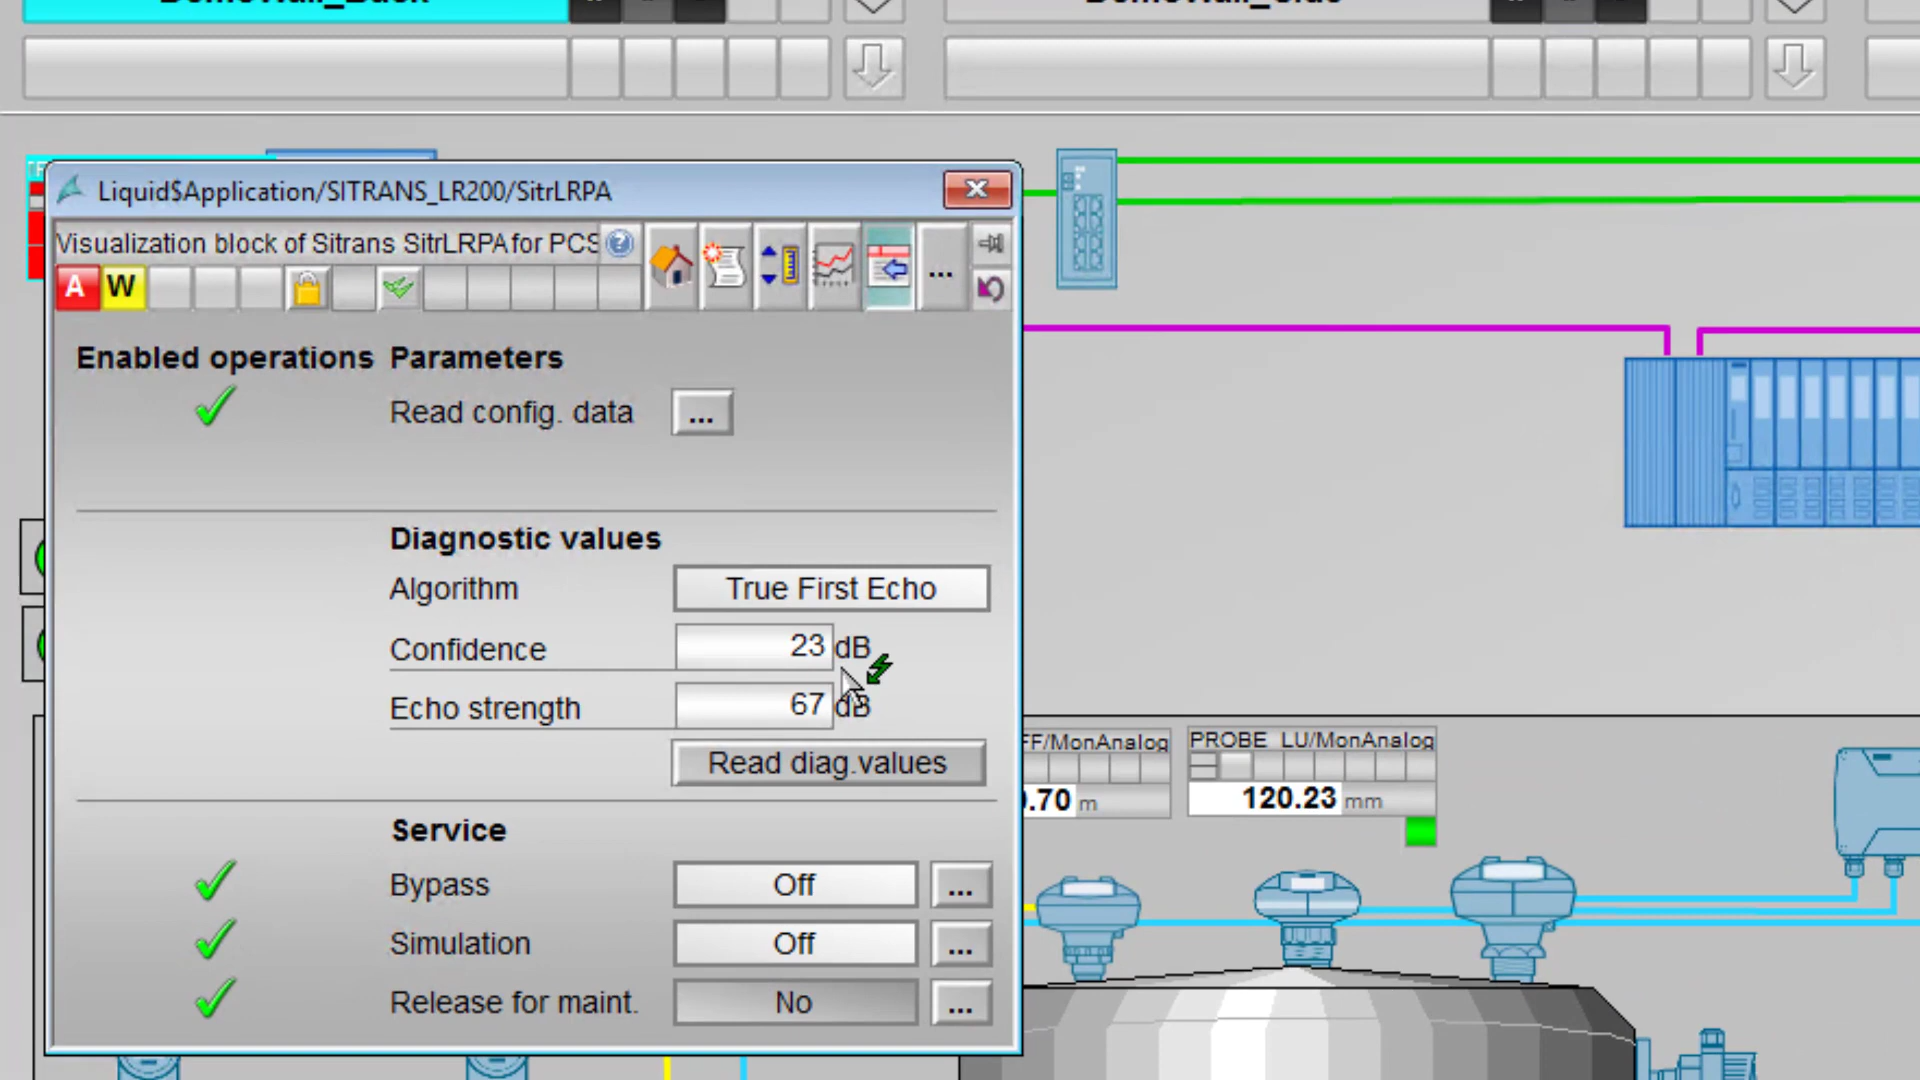 Liquid$Application/SITRANS_LR200/SitrLRPA
Visualization block of Sitrans SitrLRPA for PCS
?
A W
...
Enabled operations Parameters
Read config. data ...
Diagnostic values
Algorithm True First Echo
Confidence 23 dB
Echo strength 67 dB
Read diag.values
Service
Bypass Off ...
Simulation Off ...
Release for maint. No ...
FF/MonAnalog
.70 m
PROBE_LU/MonAnalog
120.23 mm